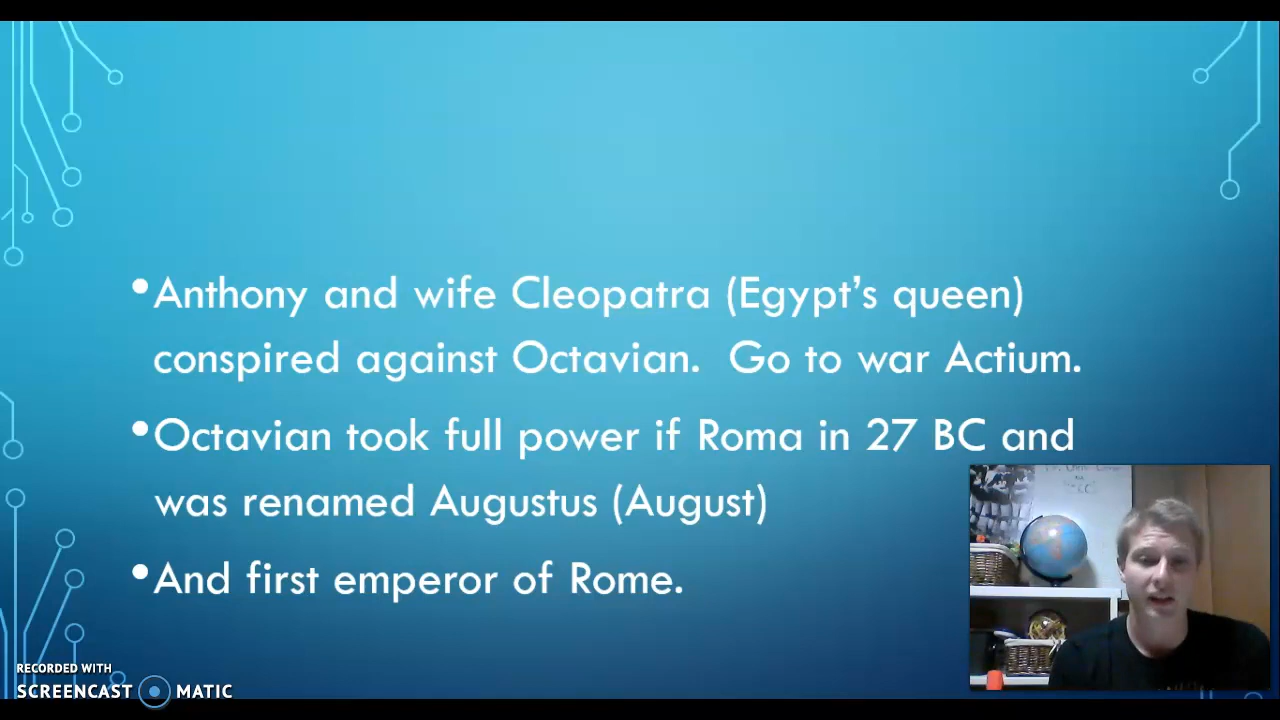 •Anthony and wife Cleopatra (Egypt's queen)
conspired against Octavian.  Go to war Actium.
•Octavian took full power if Roma in 27 BC and
was renamed Augustus (August)
•And first emperor of Rome.
RECORDED WITH
SCREENCAST MATIC